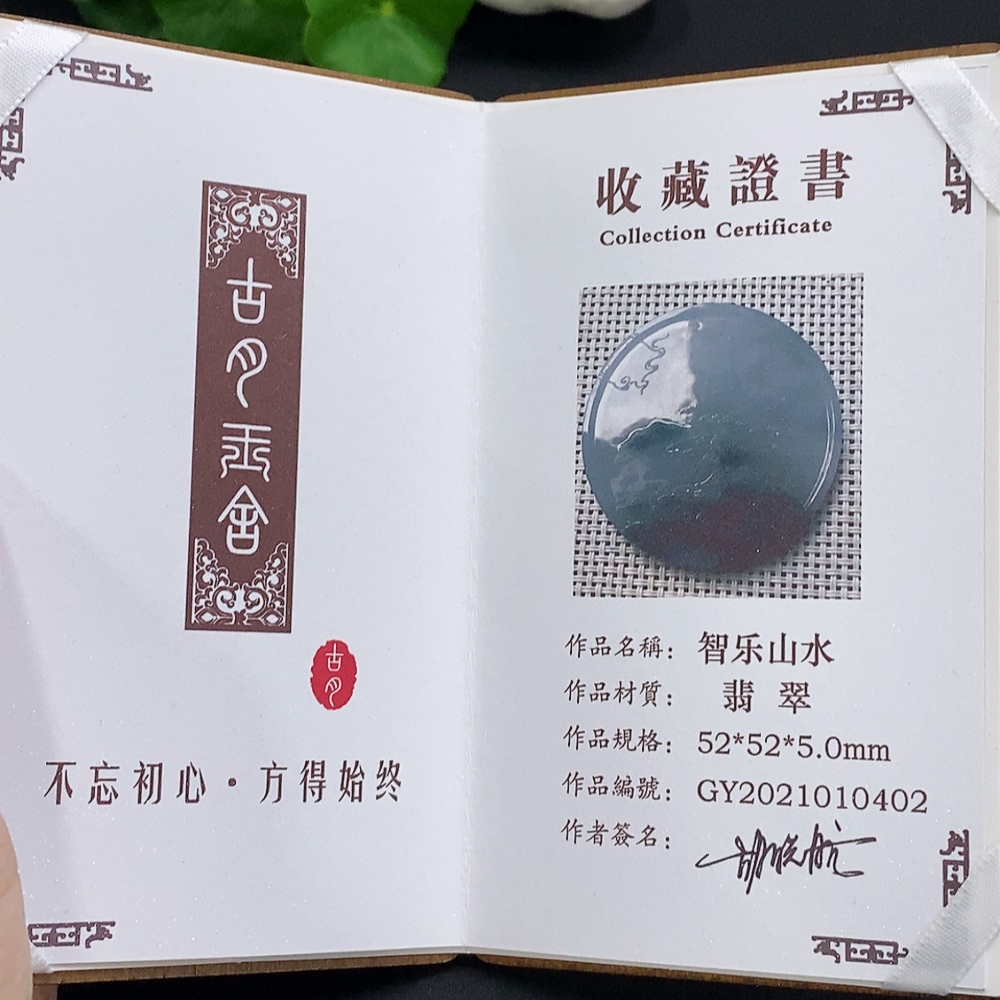 古月玉舍
古月
不忘初心·方得始终
收藏證書
Collection Certificate
作品名稱：智乐山水
作品材質：翡翠
作品規格：52*52*5.0mm
作品編號：GY2021010402
作者簽名：